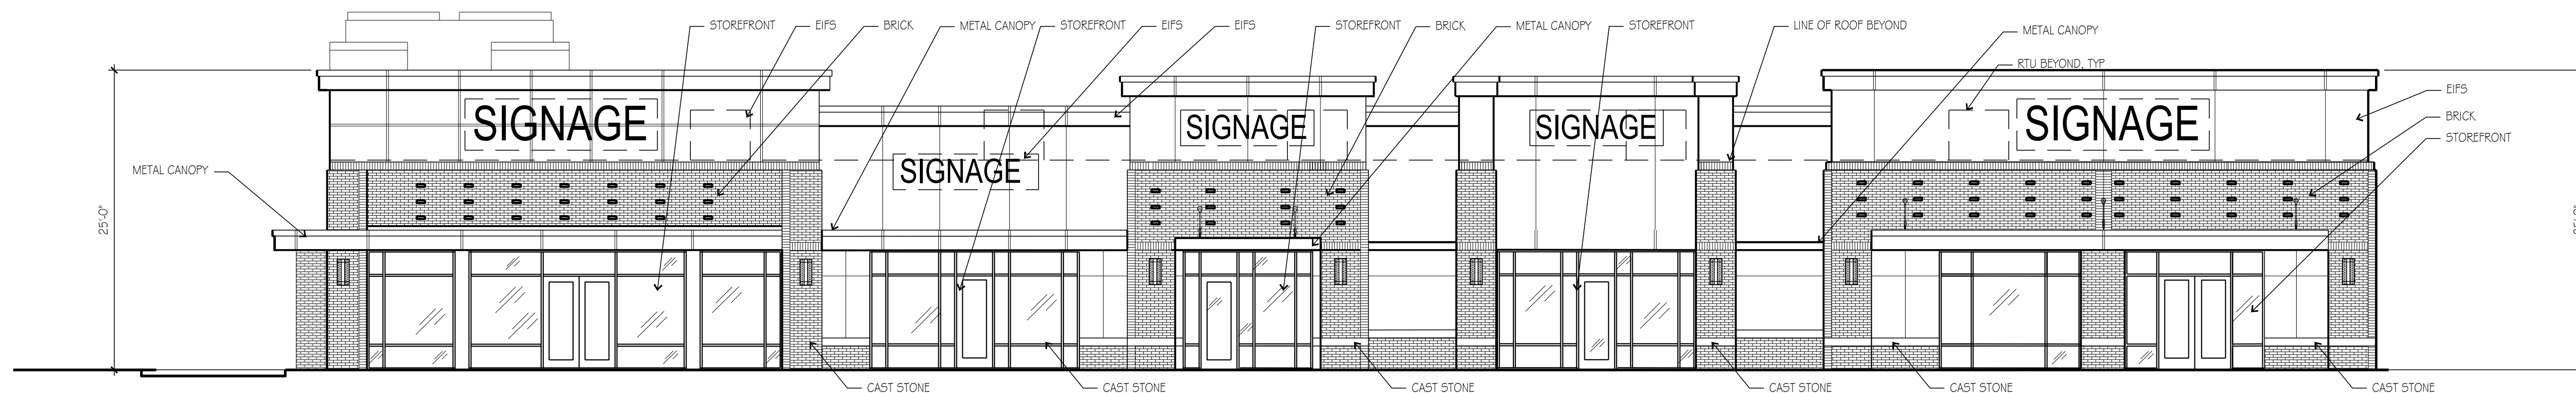 STOREFRONT
EIFS
BRICK
METAL CANOPY
STOREFRONT
EIFS
EIFS
STOREFRONT
BRICK
METAL CANOPY
STOREFRONT
LINE OF ROOF BEYOND
METAL CANOPY
RTU BEYOND, TYP
EIFS
BRICK
STOREFRONT
SIGNAGE
SIGNAGE
SIGNAGE
SIGNAGE
SIGNAGE
METAL CANOPY
25'-0"
CAST STONE
CAST STONE
CAST STONE
CAST STONE
CAST STONE
CAST STONE